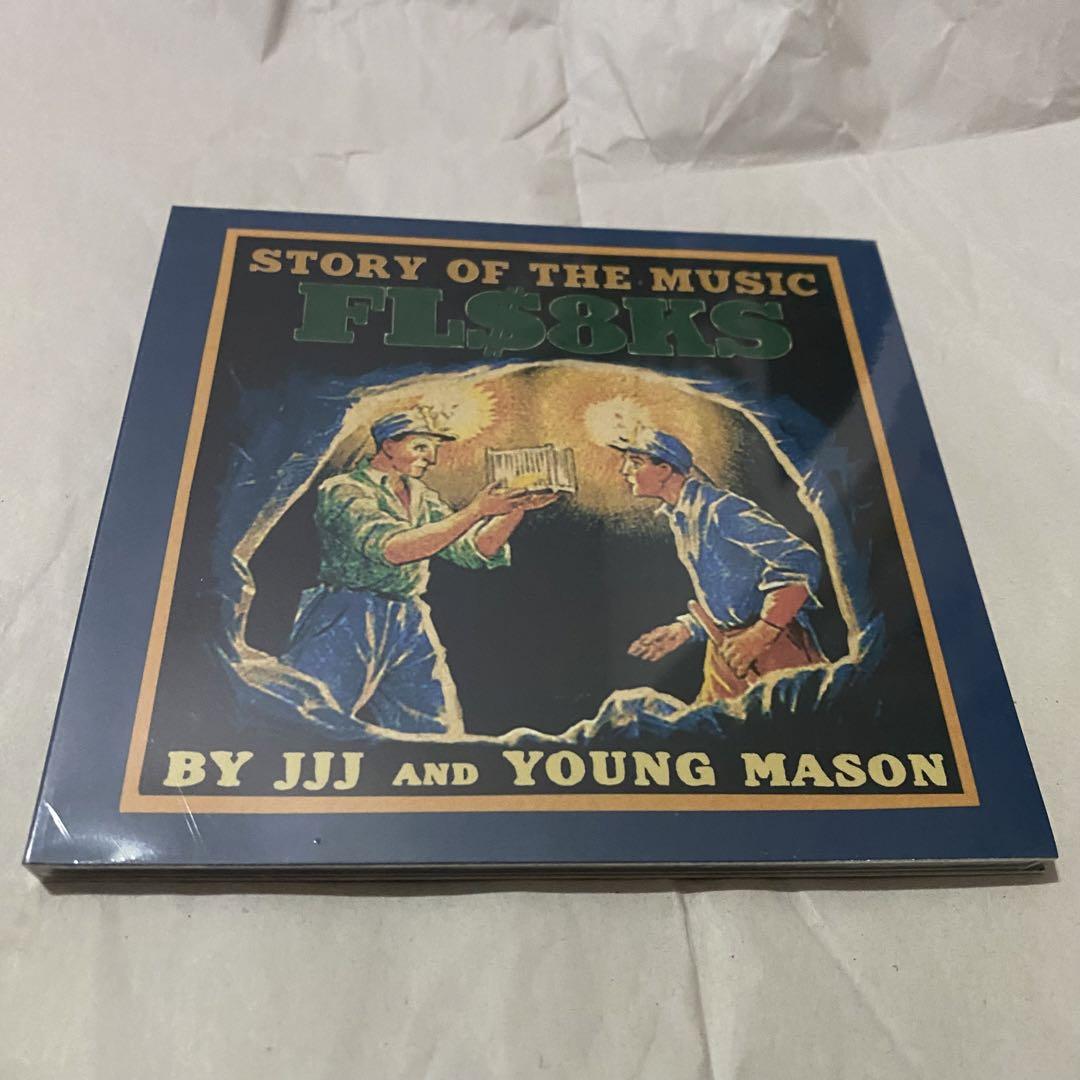 STORY OF THE MUSIC
FL$8KS
BY JJJ AND YOUNG MASON